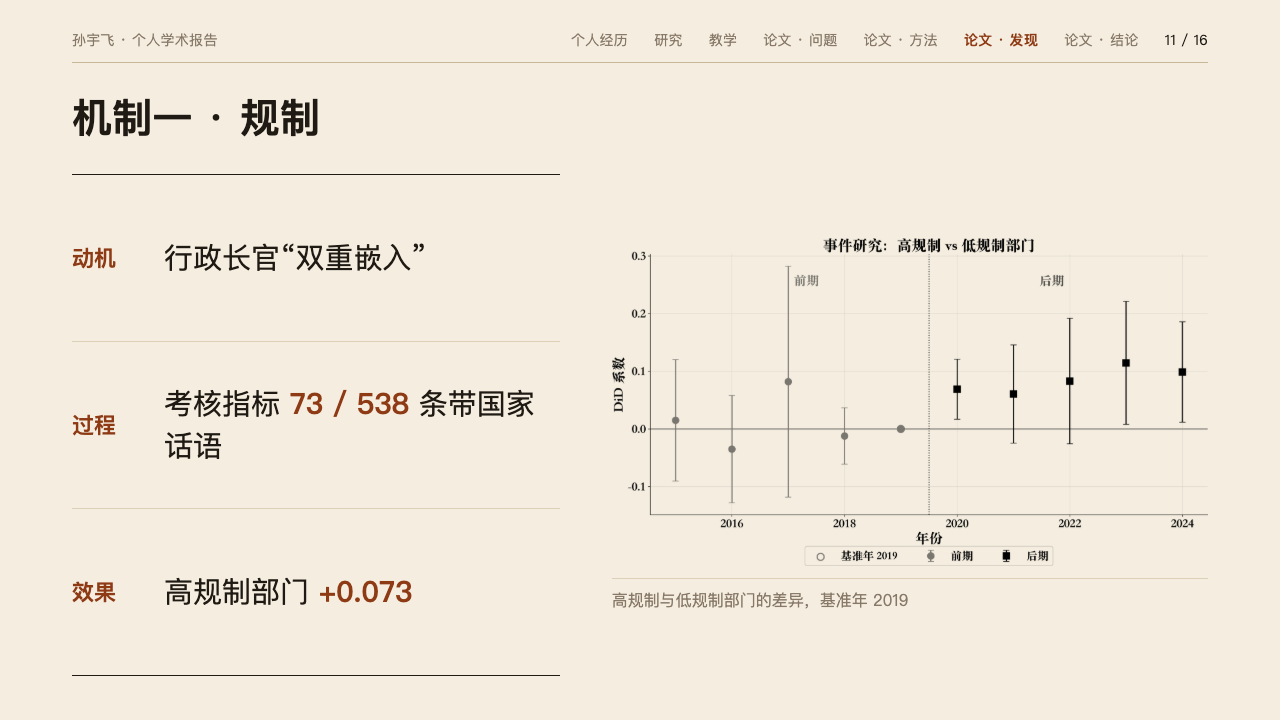 孙宇飞 · 个人学术报告
个人经历 研究 教学 论文 · 问题 论文 · 方法 论文 · 发现 论文 · 结论 11 / 16
机制一 · 规制
动机 行政长官“双重嵌入”
过程 考核指标 73 / 538 条带国家
话语
效果 高规制部门 +0.073
事件研究：高规制 vs 低规制部门
前期 后期
DiD 系数
0.3
0.2
0.1
0.0
-0.1
2016 2018 2020 2022 2024
年份
基准年 2019 前期 后期
高规制与低规制部门的差异，基准年 2019